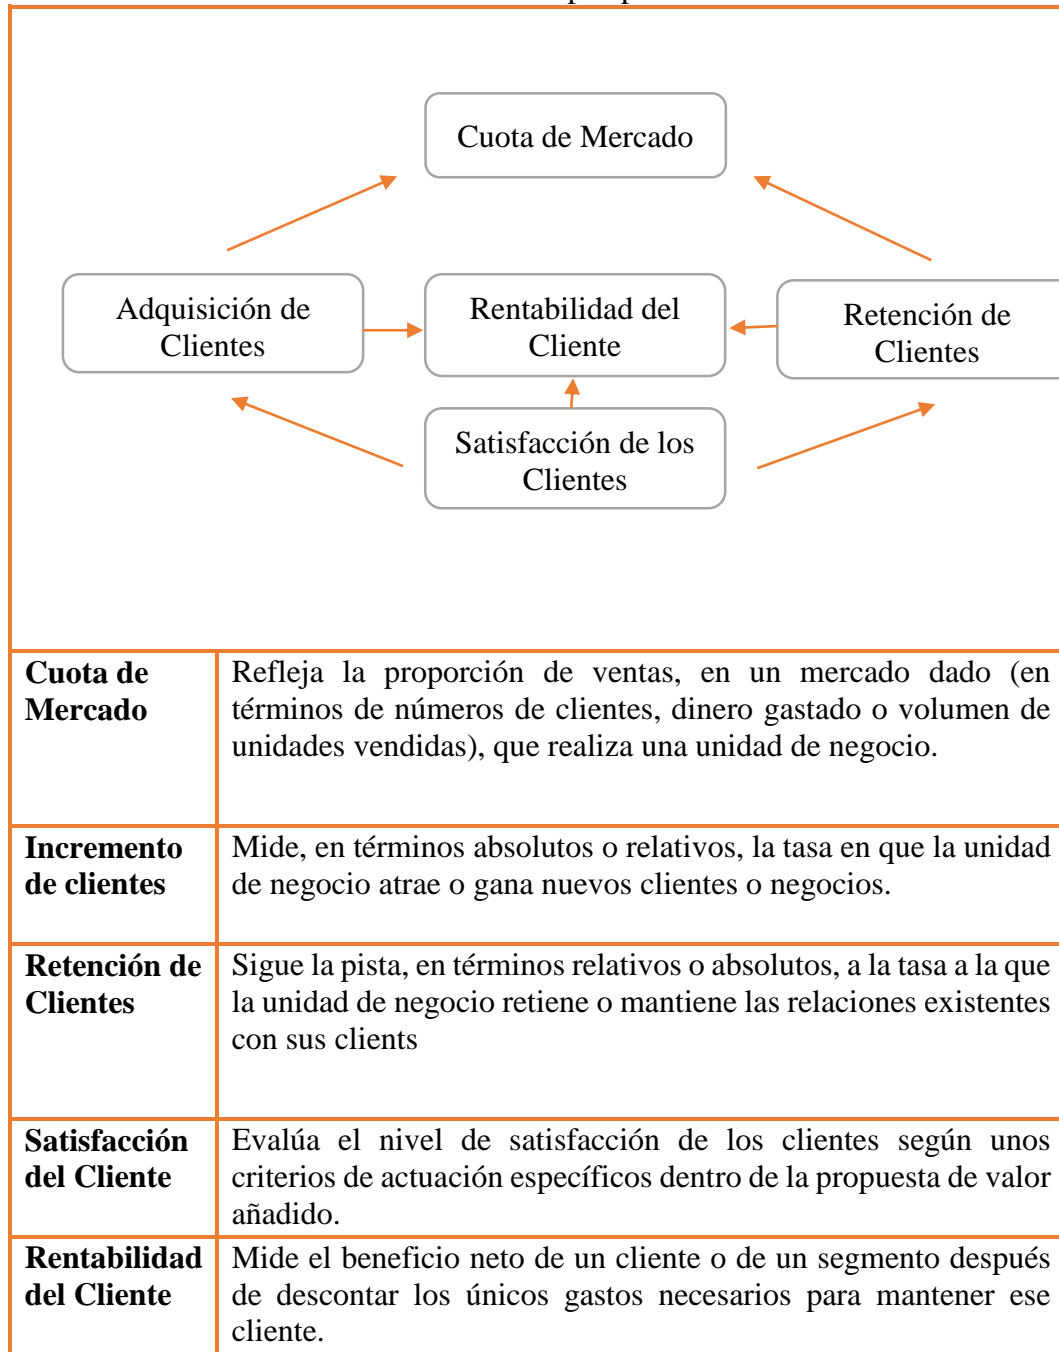 Cuota de Mercado
Adquisición de
Clientes
Rentabilidad del
Cliente
Retención de
Clientes
Satisfacción de los
Clientes
Cuota de
Mercado
Refleja la proporción de ventas, en un mercado dado (en
términos de números de clientes, dinero gastado o volumen de
unidades vendidas), que realiza una unidad de negocio.
Incremento
de clientes
Mide, en términos absolutos o relativos, la tasa en que la unidad
de negocio atrae o gana nuevos clientes o negocios.
Retención de
Clientes
Sigue la pista, en términos relativos o absolutos, a la tasa a la que
la unidad de negocio retiene o mantiene las relaciones existentes
con sus clients
Satisfacción
del Cliente
Evalúa el nivel de satisfacción de los clientes según unos
criterios de actuación específicos dentro de la propuesta de valor
añadido.
Rentabilidad
del Cliente
Mide el beneficio neto de un cliente o de un segmento después
de descontar los únicos gastos necesarios para mantener ese
cliente.